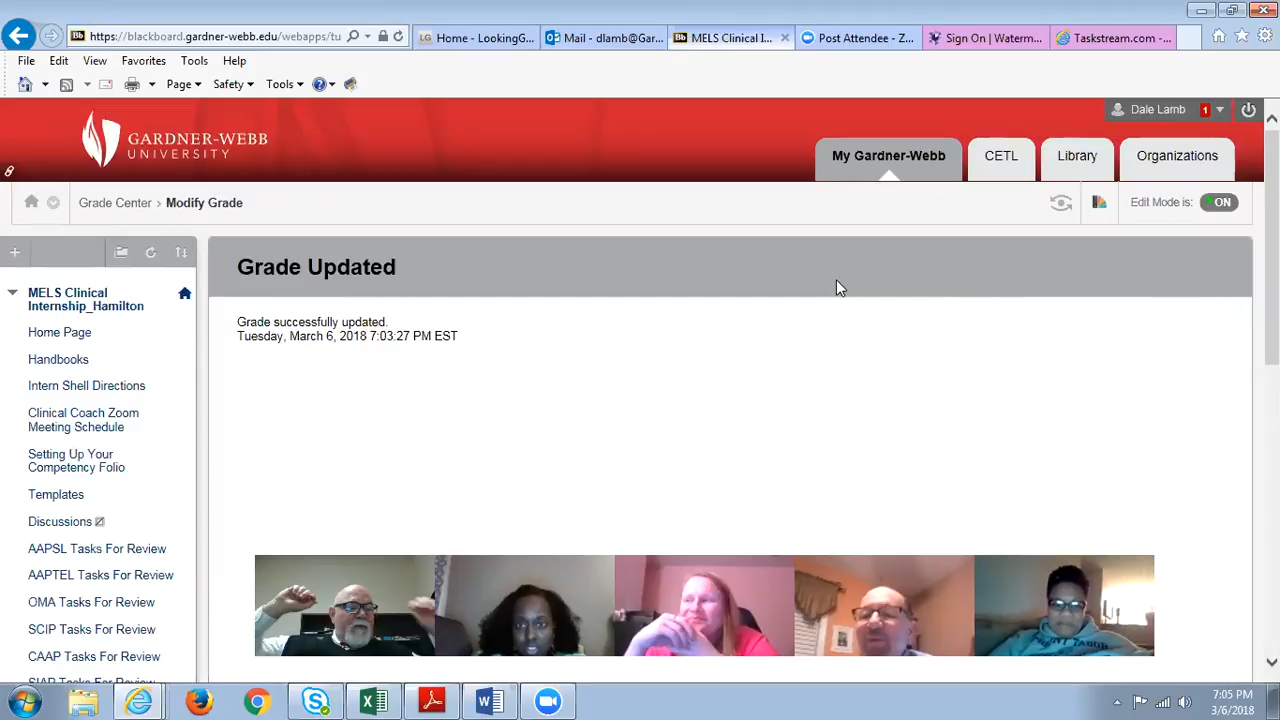 https://blackboard.gardner-webb.edu/webapps/tu
Home - LookingG...
Mail - dlamb@Gar...
MELS Clinical I...
Post Attendee - Z...
Sign On | Waterm...
Taskstream.com -...
File Edit View Favorites Tools Help
Page Safety Tools
Dale Lamb 1
GARDNER-WEBB
UNIVERSITY
My Gardner-Webb CETL Library Organizations
Grade Center > Modify Grade Edit Mode is: ON
Grade Updated
Grade successfully updated.
Tuesday, March 6, 2018 7:03:27 PM EST
MELS Clinical
Internship_Hamilton
Home Page
Handbooks
Intern Shell Directions
Clinical Coach Zoom
Meeting Schedule
Setting Up Your
Competency Folio
Templates
Discussions
AAPSL Tasks For Review
AAPTEL Tasks For Review
OMA Tasks For Review
SCIP Tasks For Review
CAAP Tasks For Review
7:05 PM
3/6/2018